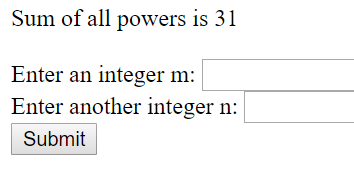 Sum of all powers is 31
Enter an integer m:
Enter another integer n:
Submit